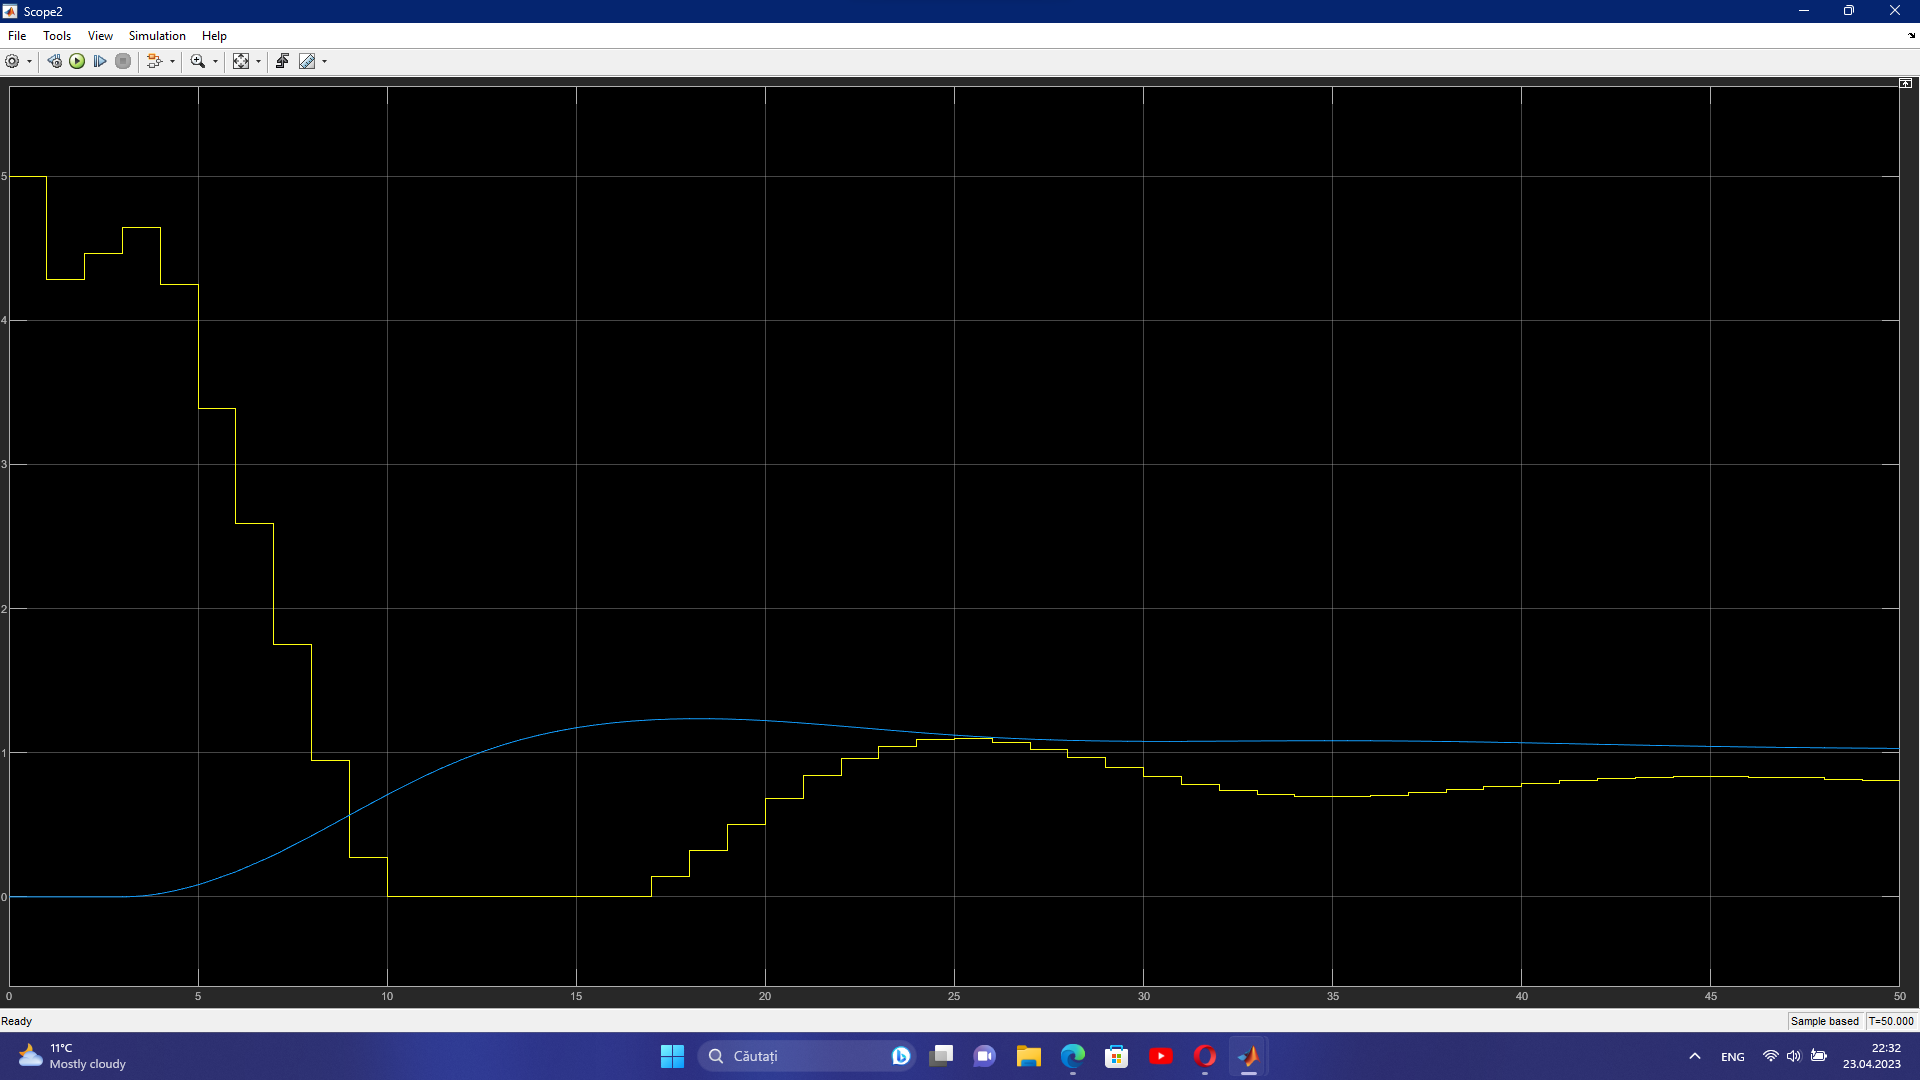 Scope2
File Tools View Simulation Help
5
4
3
2
1
0
0 5 10 15 20 25 30 35 40 45 50
Ready
Sample based T=50.000
11°C
Mostly cloudy
Căutați
ENG
22:32
23.04.2023